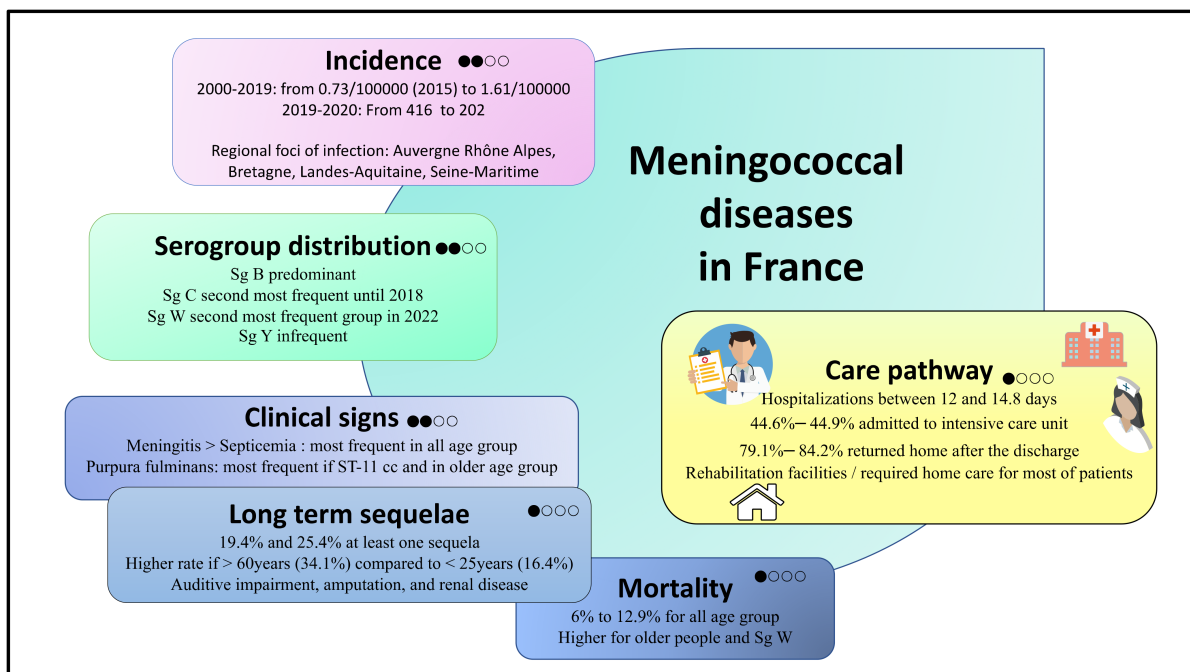 Meningococcal
diseases
in France
Incidence ●●○○
2000-2019: from 0.73/100000 (2015) to 1.61/100000
2019-2020: From 416 to 202
Regional foci of infection: Auvergne Rhône Alpes,
Bretagne, Landes-Aquitaine, Seine-Maritime
Serogroup distribution ●●○○
Sg B predominant
Sg C second most frequent until 2018
Sg W second most frequent group in 2022
Sg Y infrequent
Clinical signs ●●○○
Meningitis > Septicemia : most frequent in all age group
Purpura fulminans: most frequent if ST-11 cc and in older age group
Long term sequelae ●○○○
19.4% and 25.4% at least one sequela
Higher rate if > 60years (34.1%) compared to < 25years (16.4%)
Auditive impairment, amputation, and renal disease
Mortality ●○○○
6% to 12.9% for all age group
Higher for older people and Sg W
Care pathway ●○○○
Hospitalizations between 12 and 14.8 days
44.6%─ 44.9% admitted to intensive care unit
79.1%─ 84.2% returned home after the discharge
Rehabilitation facilities / required home care for most of patients